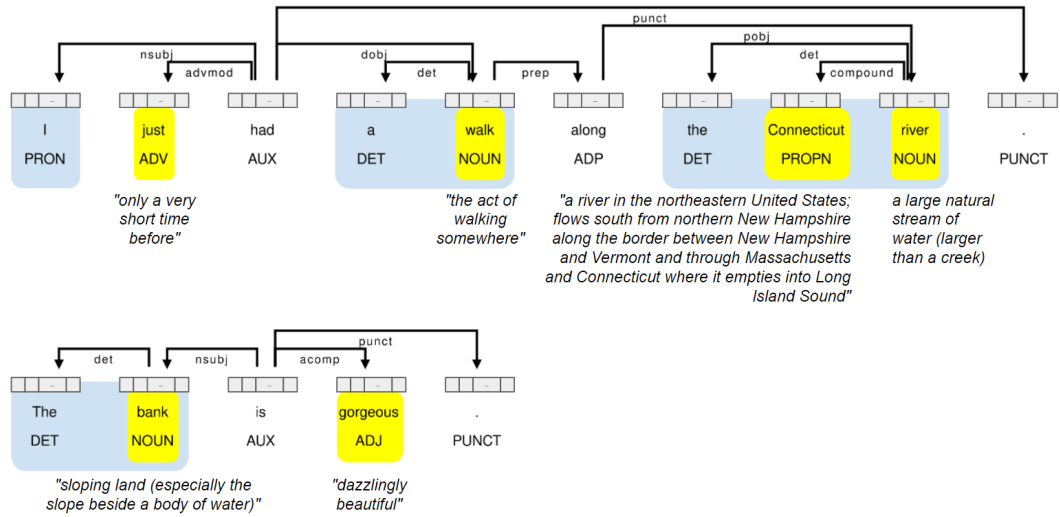 punct
nsubj dobj pobj
advmod det prep det
compound
I just had a walk along the Connecticut river .
PRON ADV AUX DET NOUN ADP DET PROPN NOUN PUNCT
"only a very
short time
before"
"the act of
walking
somewhere"
"a river in the northeastern United States;
flows south from northern New Hampshire
along the border between New Hampshire
and Vermont and through Massachusetts
and Connecticut where it empties into Long
Island Sound"
a large natural
stream of
water (larger
than a creek)
punct
det nsubj acomp
The bank is gorgeous .
DET NOUN AUX ADJ PUNCT
"sloping land (especially the
slope beside a body of water)"
"dazzlingly
beautiful"